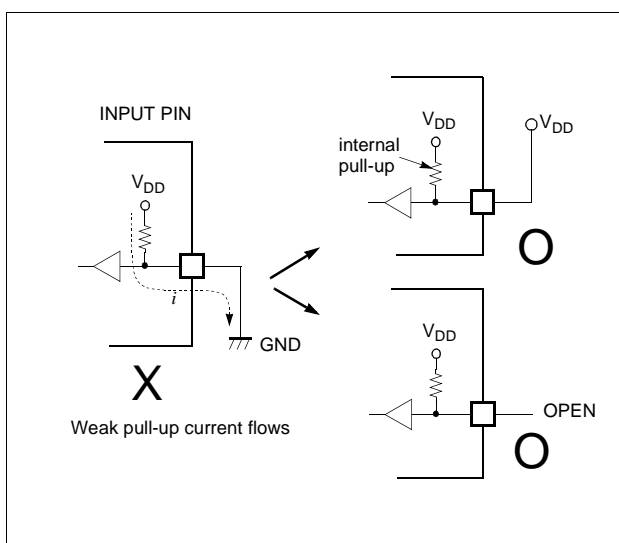 INPUT PIN
VDD
i
GND
X
Weak pull-up current flows
internal
pull-up
VDD
VDD
O
VDD
OPEN
O